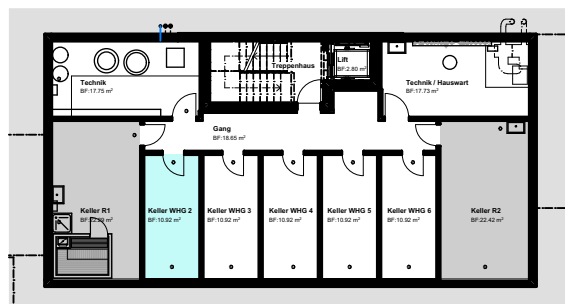 Technik
BF:17.75 m²
Treppenhaus
Lift
BF:2.80 m²
Technik / Hauswart
BF:17.73 m²
Gang
BF:18.65 m²
Keller R1
Keller WHG 2
BF:10.92 m²
Keller WHG 3
BF:10.92 m²
Keller WHG 4
BF:10.92 m²
Keller WHG 5
BF:10.92 m²
Keller WHG 6
BF:10.92 m²
Keller R2
BF:22.42 m²